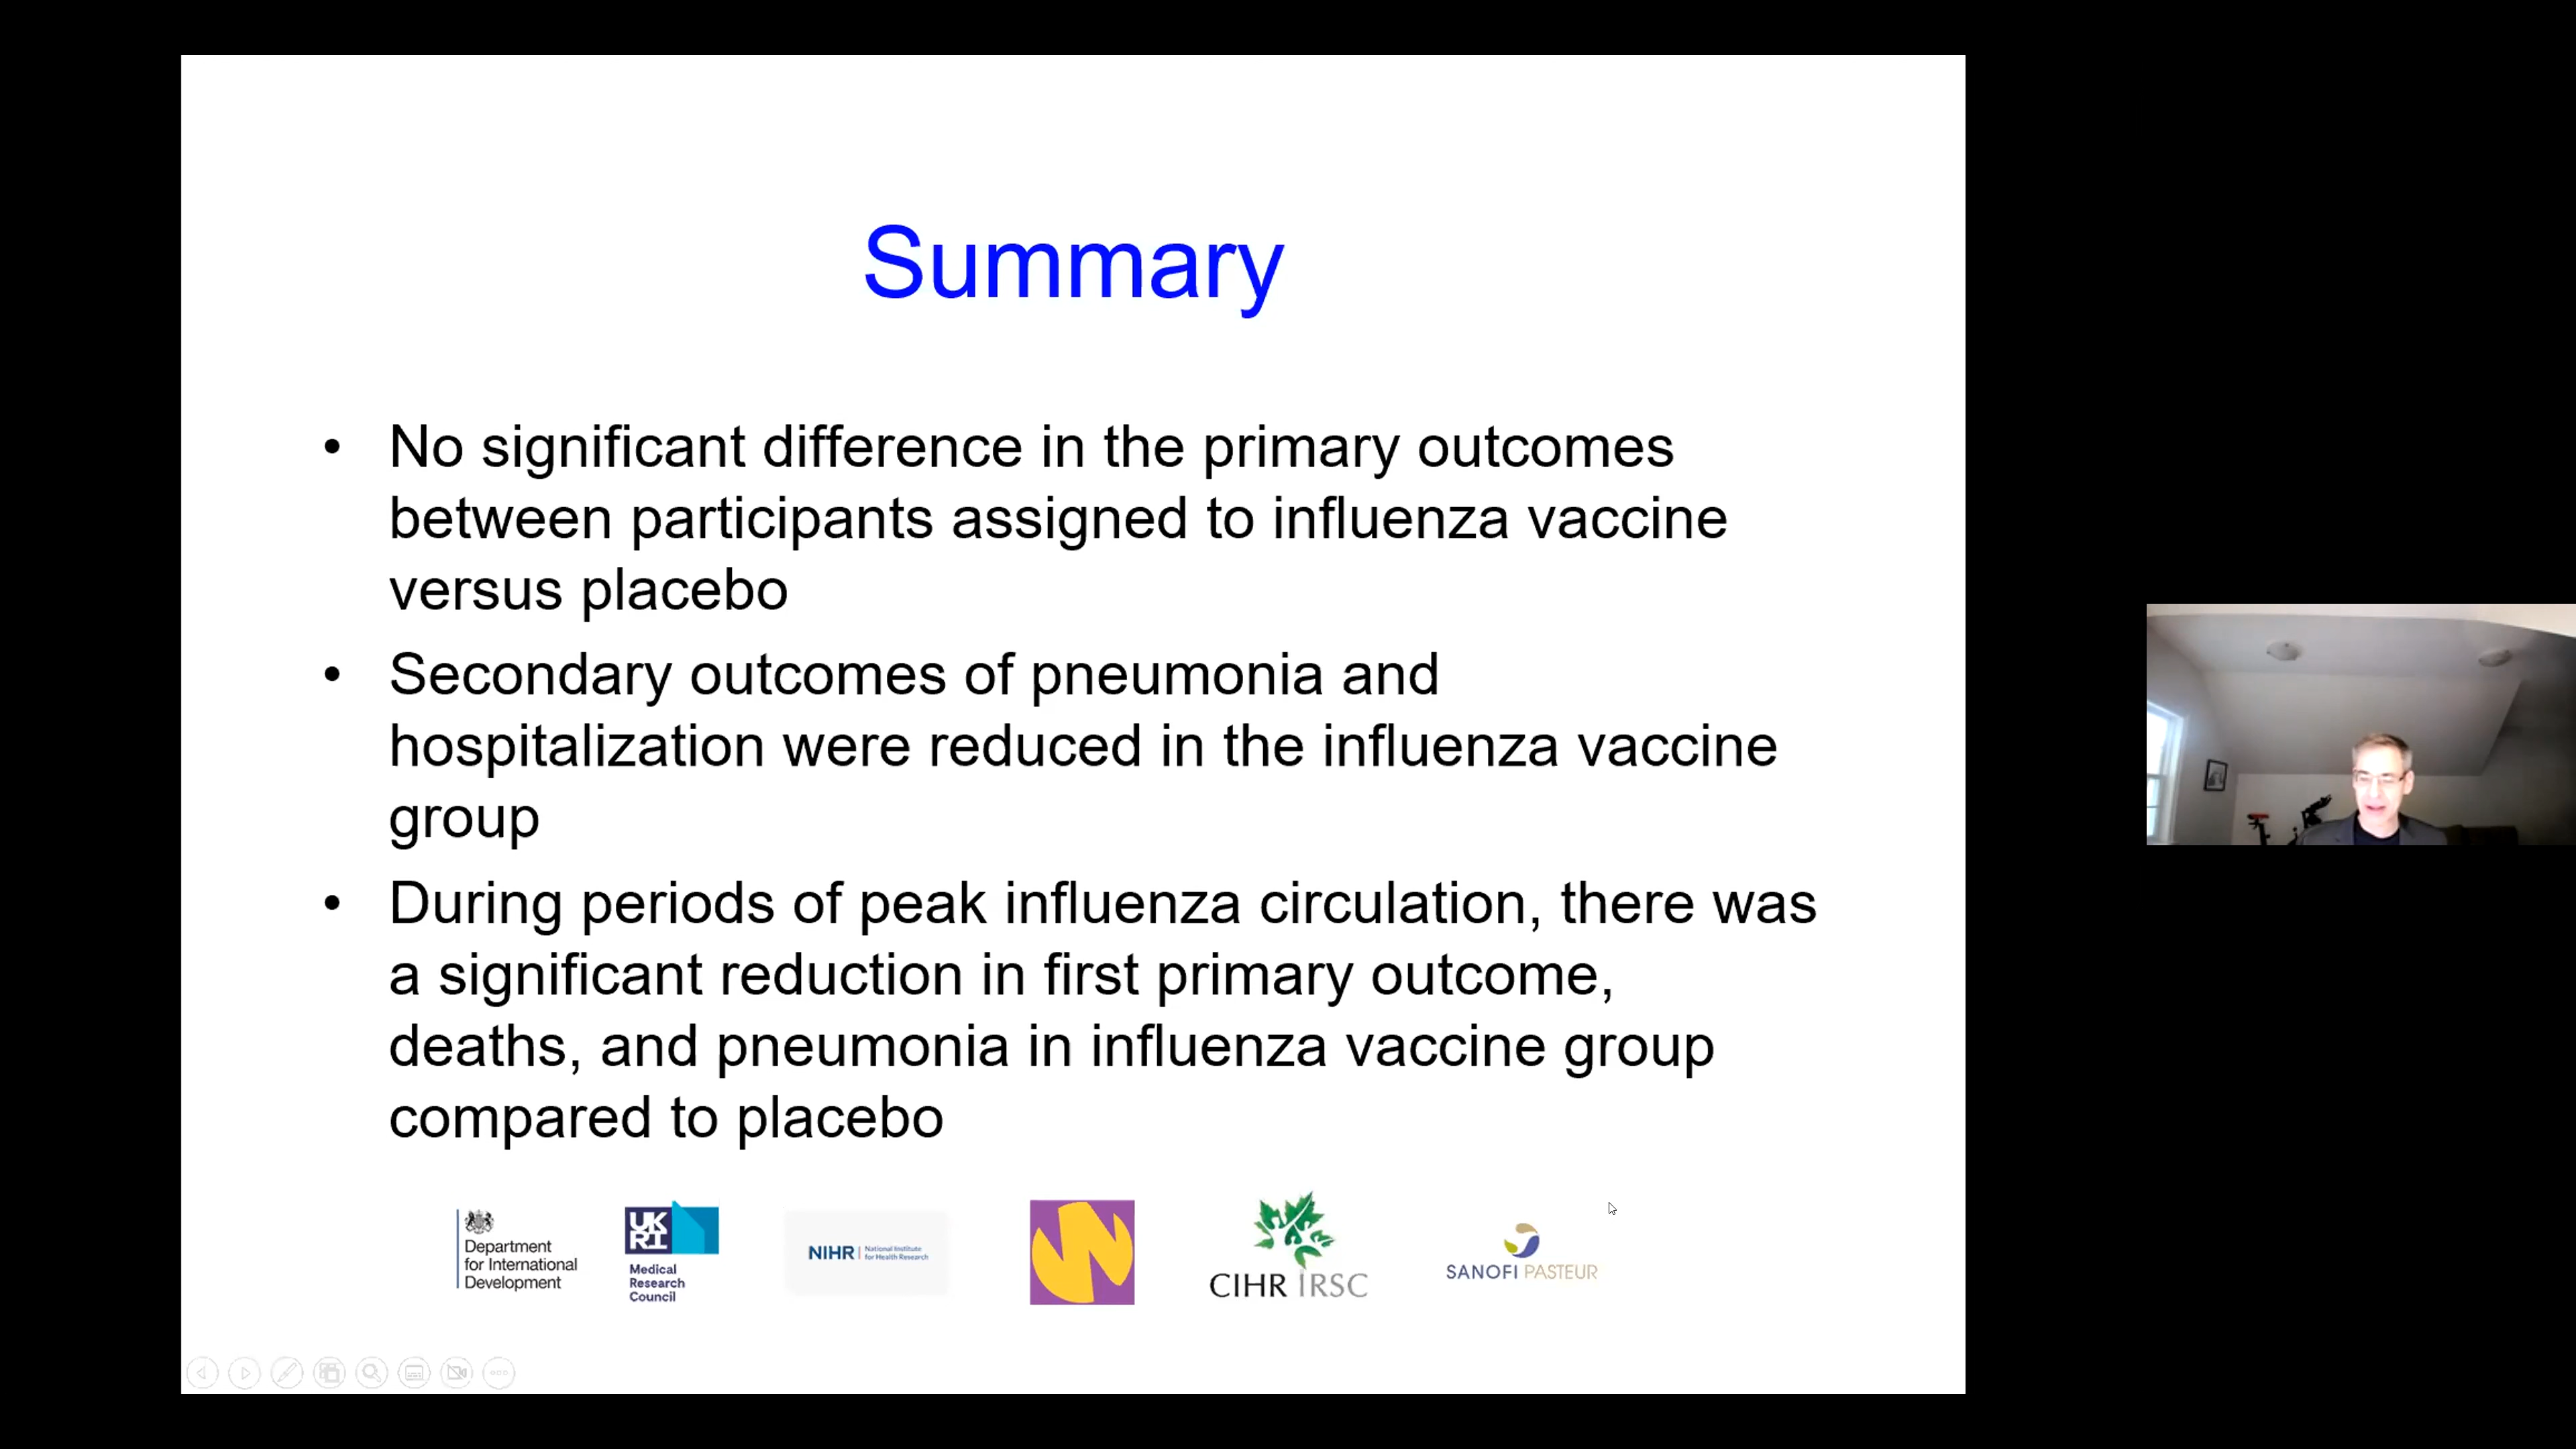 Summary
• No significant difference in the primary outcomes
between participants assigned to influenza vaccine
versus placebo
• Secondary outcomes of pneumonia and
hospitalization were reduced in the influenza vaccine
group
• During periods of peak influenza circulation, there was
a significant reduction in first primary outcome,
deaths, and pneumonia in influenza vaccine group
compared to placebo
Department
for International
Development
UK
RI
Medical
Research
Council
NIHR | National Institute
for Health Research
W
CIHR IRSC
SANOFI PASTEUR